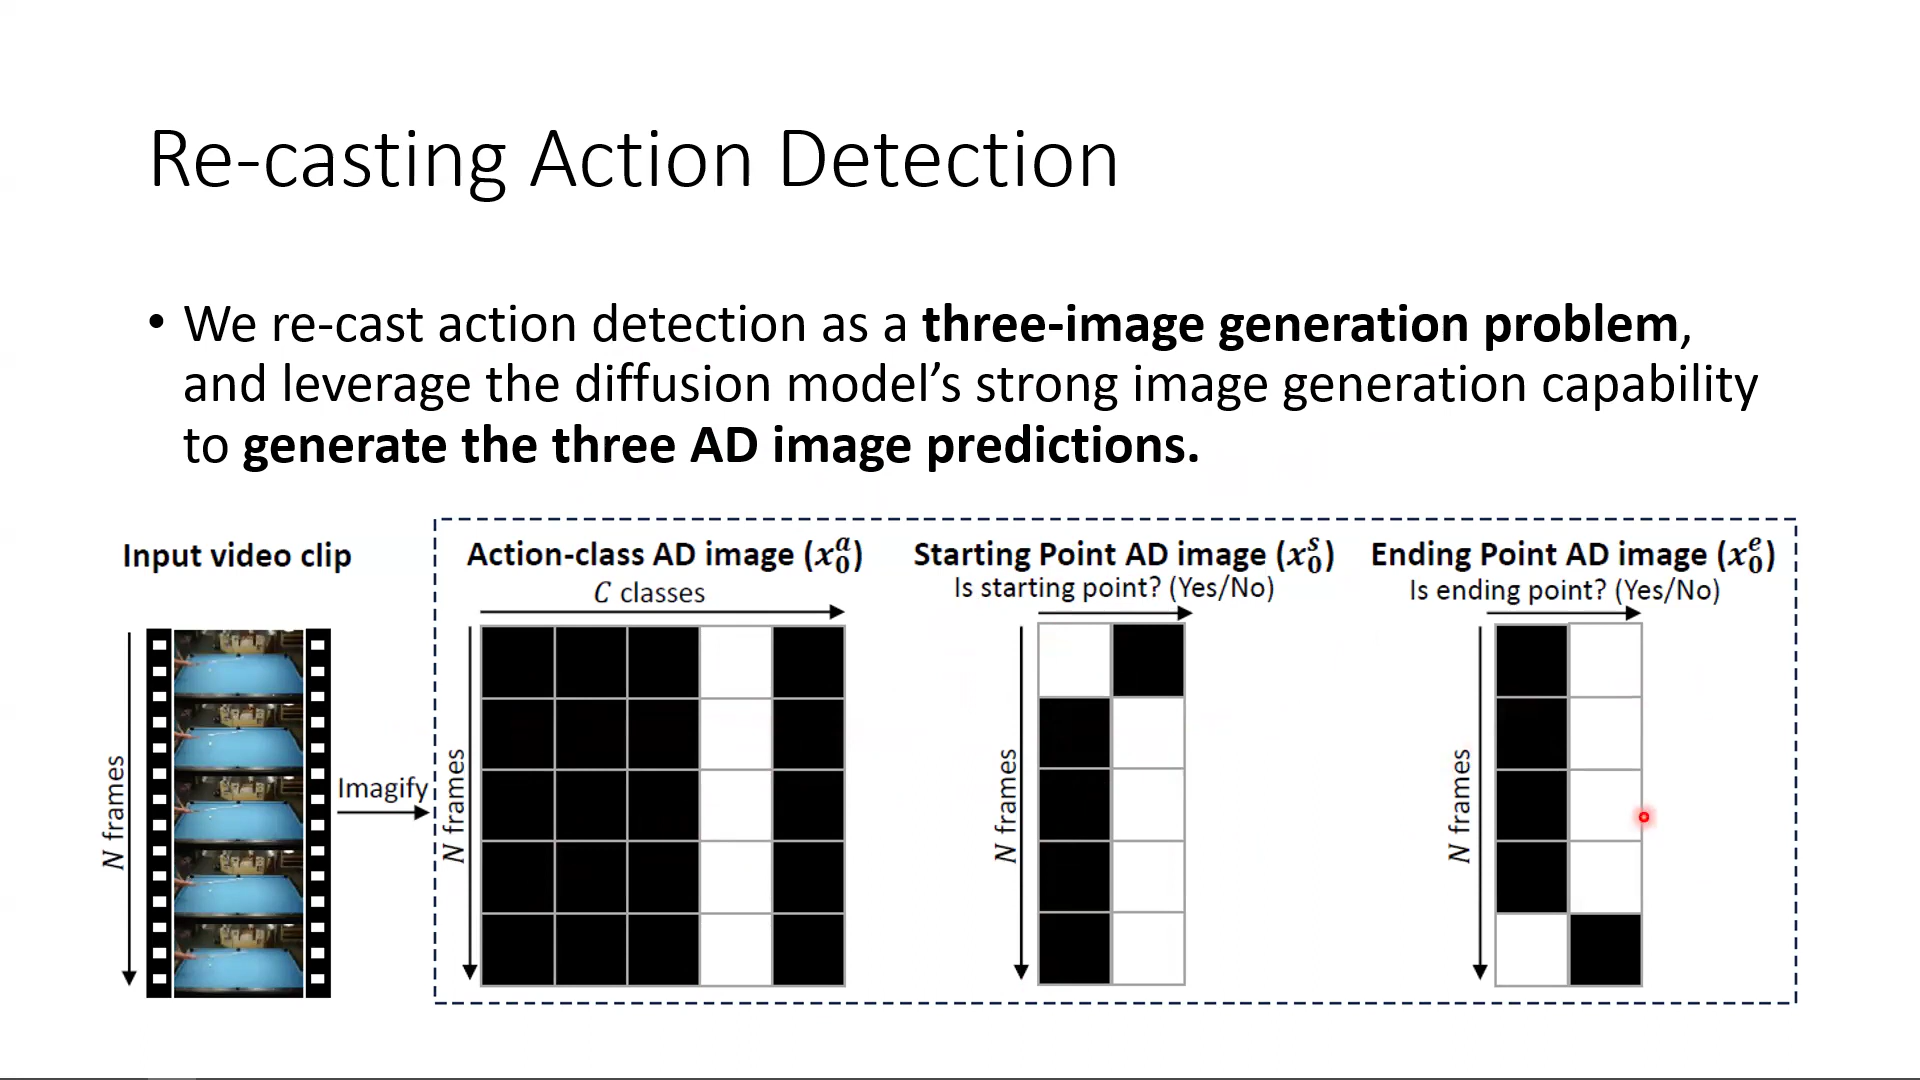 Re-casting Action Detection
• We re-cast action detection as a three-image generation problem,
and leverage the diffusion model’s strong image generation capability
to generate the three AD image predictions.
Input video clip
N frames
Imagify
Action-class AD image (x₀ᵃ)
C classes
N frames
Starting Point AD image (x₀ˢ)
Is starting point? (Yes/No)
N frames
Ending Point AD image (x₀ᵉ)
Is ending point? (Yes/No)
N frames